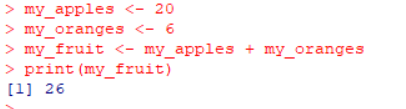 > my_apples <- 20
> my_oranges <- 6
> my_fruit <- my_apples + my_oranges
> print(my_fruit)
[1] 26
>